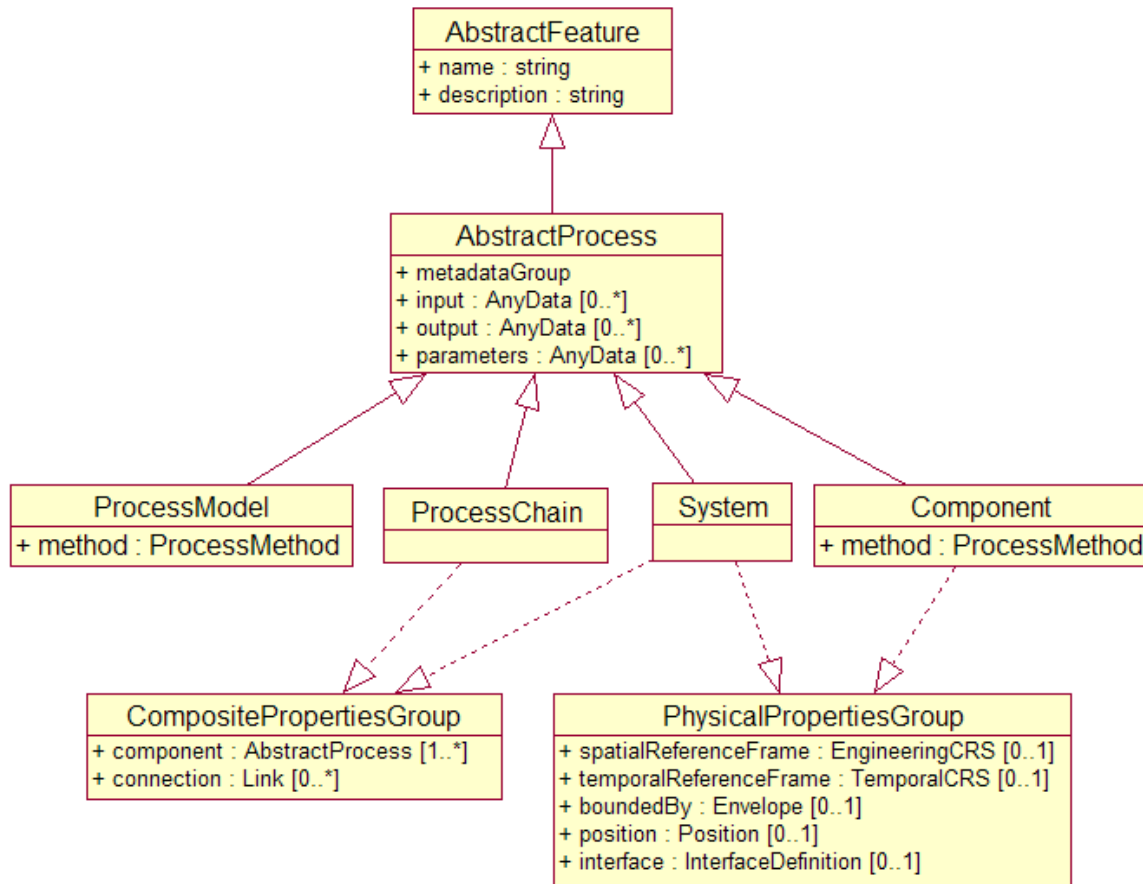 AbstractFeature
+ name : string
+ description : string
AbstractProcess
+ metadataGroup
+ input : AnyData [0..*]
+ output : AnyData [0..*]
+ parameters : AnyData [0..*]
ProcessModel
+ method : ProcessMethod
ProcessChain
System
Component
+ method : ProcessMethod
CompositePropertiesGroup
+ component : AbstractProcess [1..*]
+ connection : Link [0..*]
PhysicalPropertiesGroup
+ spatialReferenceFrame : EngineeringCRS [0..1]
+ temporalReferenceFrame : TemporalCRS [0..1]
+ boundedBy : Envelope [0..1]
+ position : Position [0..1]
+ interface : InterfaceDefinition [0..1]